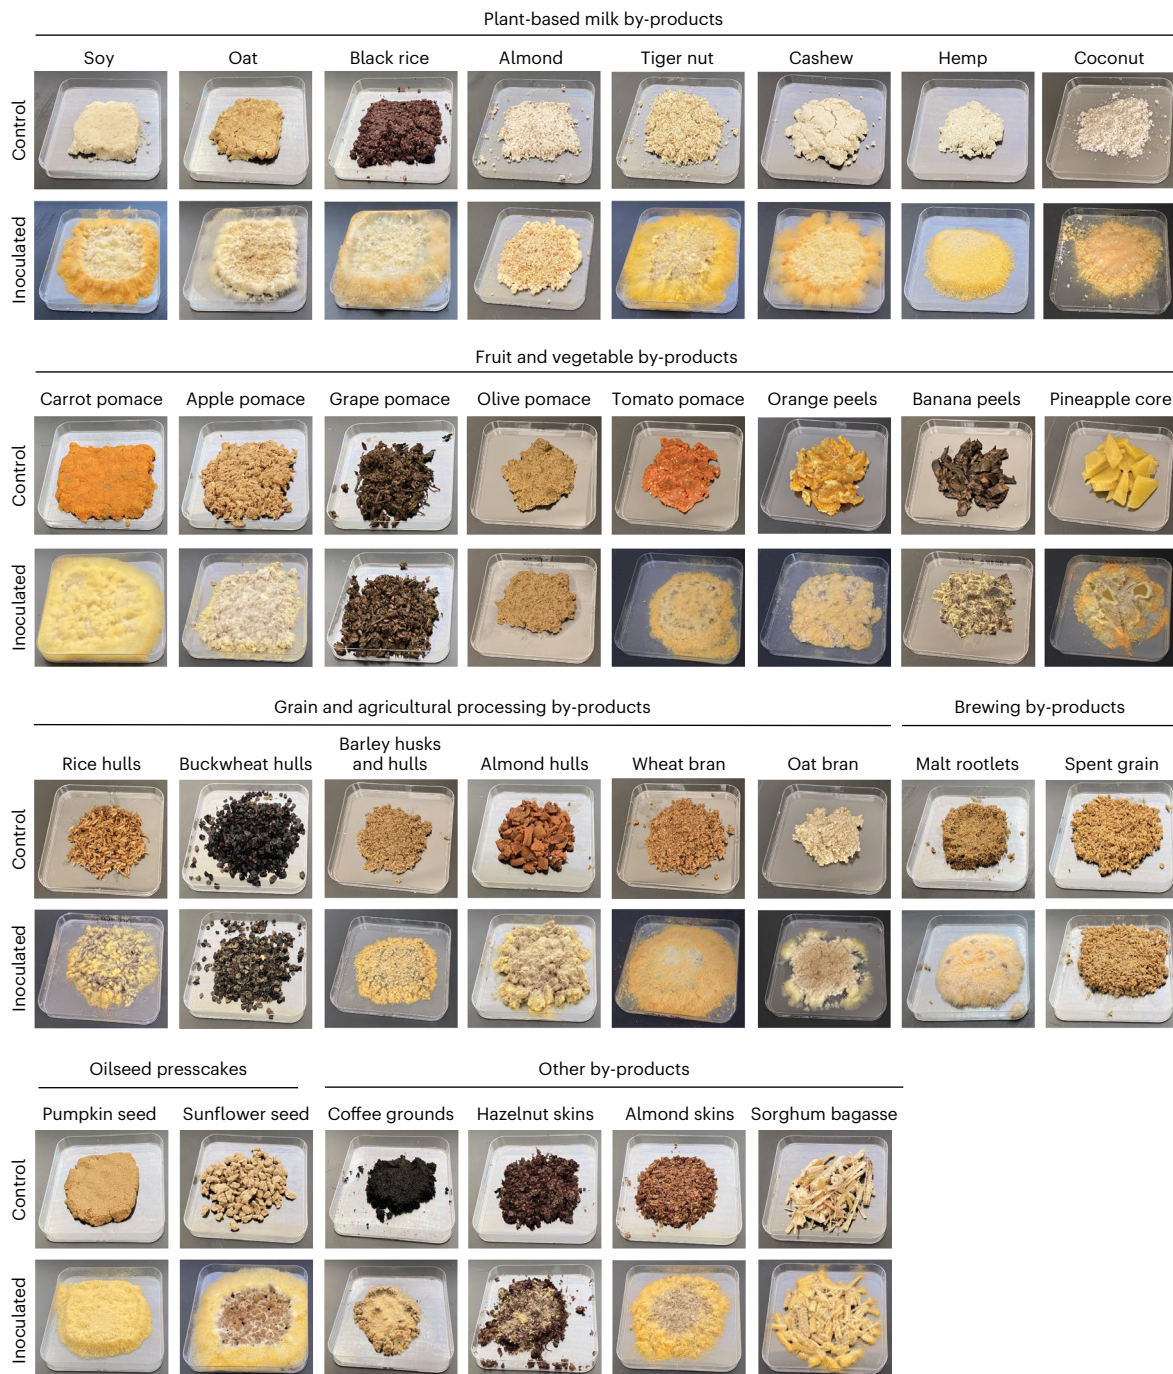 Plant-based milk by-products
Soy Oat Black rice Almond Tiger nut Cashew Hemp Coconut
Control
Inoculated
Fruit and vegetable by-products
Carrot pomace Apple pomace Grape pomace Olive pomace Tomato pomace Orange peels Banana peels Pineapple core
Control
Inoculated
Grain and agricultural processing by-products Brewing by-products
Rice hulls Buckwheat hulls Barley husks and hulls Almond hulls Wheat bran Oat bran Malt rootlets Spent grain
Control
Inoculated
Oilseed presscakes Other by-products
Pumpkin seed Sunflower seed Coffee grounds Hazelnut skins Almond skins Sorghum bagasse
Control
Inoculated